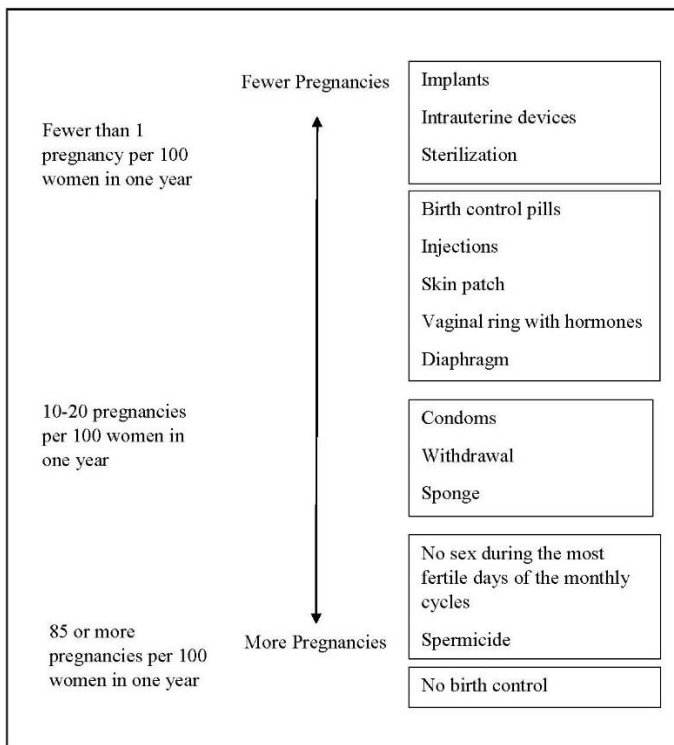 Fewer Pregnancies
Implants
Intrauterine devices
Sterilization
Fewer than 1
pregnancy per 100
women in one year
Birth control pills
Injections
Skin patch
Vaginal ring with hormones
Diaphragm
10-20 pregnancies
per 100 women in
one year
Condoms
Withdrawal
Sponge
No sex during the most
fertile days of the monthly
cycles
Spermicide
85 or more
pregnancies per 100
women in one year
More Pregnancies
No birth control